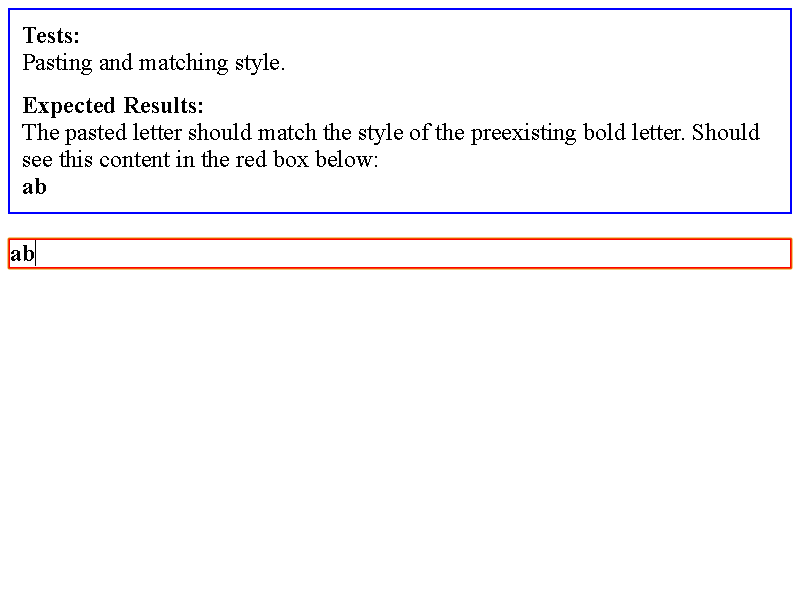 Tests:
Pasting and matching style.
Expected Results:
The pasted letter should match the style of the preexisting bold letter. Should
see this content in the red box below:
ab
ab